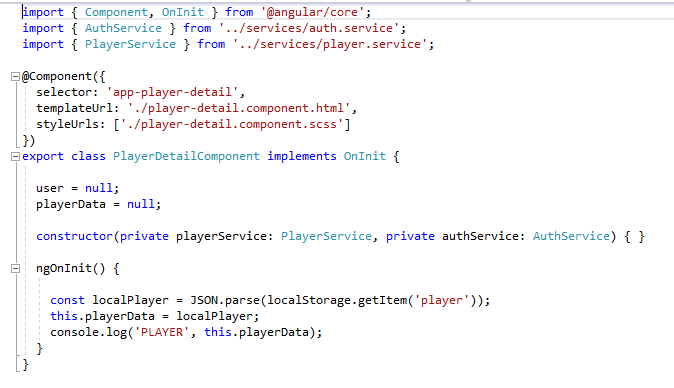 import { Component, OnInit } from '@angular/core';
import { AuthService } from '../services/auth.service';
import { PlayerService } from '../services/player.service';
@Component({
selector: 'app-player-detail',
templateUrl: './player-detail.component.html',
styleUrls: ['./player-detail.component.scss']
})
export class PlayerDetailComponent implements OnInit {
user = null;
playerData = null;
constructor(private playerService: PlayerService, private authService: AuthService) { }
ngOnInit() {
const localPlayer = JSON.parse(localStorage.getItem('player'));
this.playerData = localPlayer;
console.log('PLAYER', this.playerData);
}
}